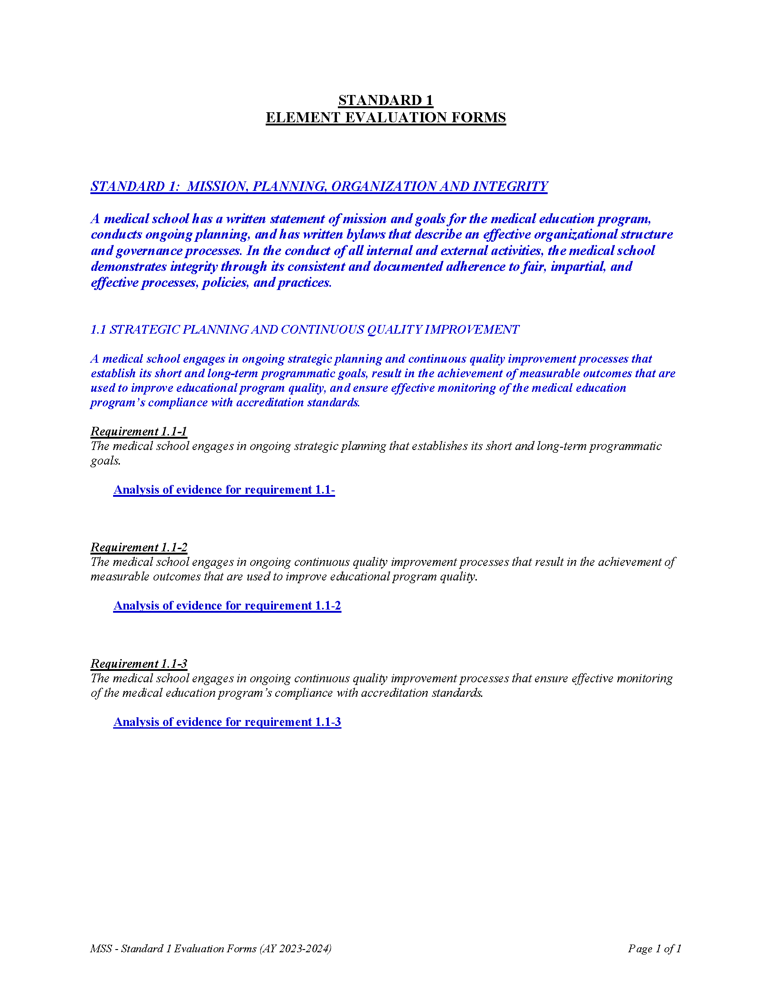 STANDARD 1
ELEMENT EVALUATION FORMS
STANDARD 1:  MISSION, PLANNING, ORGANIZATION AND INTEGRITY
A medical school has a written statement of mission and goals for the medical education program,
conducts ongoing planning, and has written bylaws that describe an effective organizational structure
and governance processes. In the conduct of all internal and external activities, the medical school
demonstrates integrity through its consistent and documented adherence to fair, impartial, and
effective processes, policies, and practices.
1.1 STRATEGIC PLANNING AND CONTINUOUS QUALITY IMPROVEMENT
A medical school engages in ongoing strategic planning and continuous quality improvement processes that
establish its short and long-term programmatic goals, result in the achievement of measurable outcomes that are
used to improve educational program quality, and ensure effective monitoring of the medical education
program’s compliance with accreditation standards.
Requirement 1.1-1
The medical school engages in ongoing strategic planning that establishes its short and long-term programmatic
goals.
Analysis of evidence for requirement 1.1-
Requirement 1.1-2
The medical school engages in ongoing continuous quality improvement processes that result in the achievement of
measurable outcomes that are used to improve educational program quality.
Analysis of evidence for requirement 1.1-2
Requirement 1.1-3
The medical school engages in ongoing continuous quality improvement processes that ensure effective monitoring
of the medical education program’s compliance with accreditation standards.
Analysis of evidence for requirement 1.1-3
MSS - Standard 1 Evaluation Forms (AY 2023-2024) Page 1 of 1